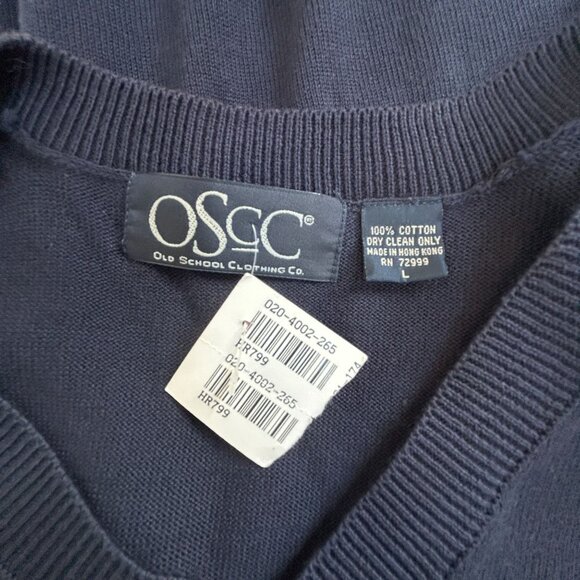 OSCC®
OLD SCHOOL CLOTHING CO.
100% COTTON
DRY CLEAN ONLY
MADE IN HONG KONG
RN 72999
L
020-4002-265
HR799
020-4002-265
HR799